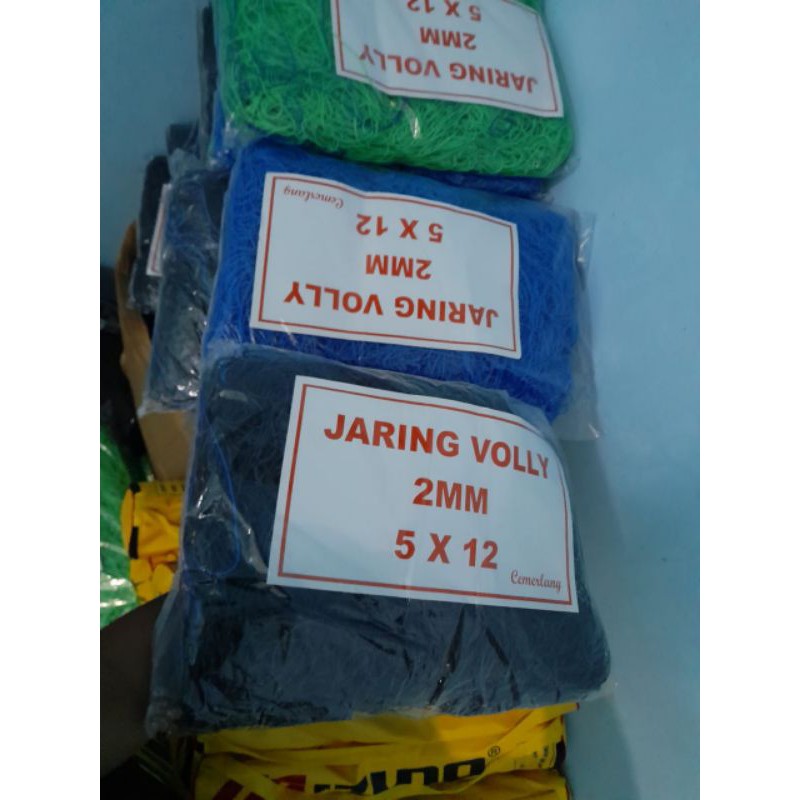 JARING VOLLY
2MM
5 X 12
JARING VOLLY
2MM
5 X 12
Cemerlang
JARING VOLLY
2MM
5 X 12
Cemerlang